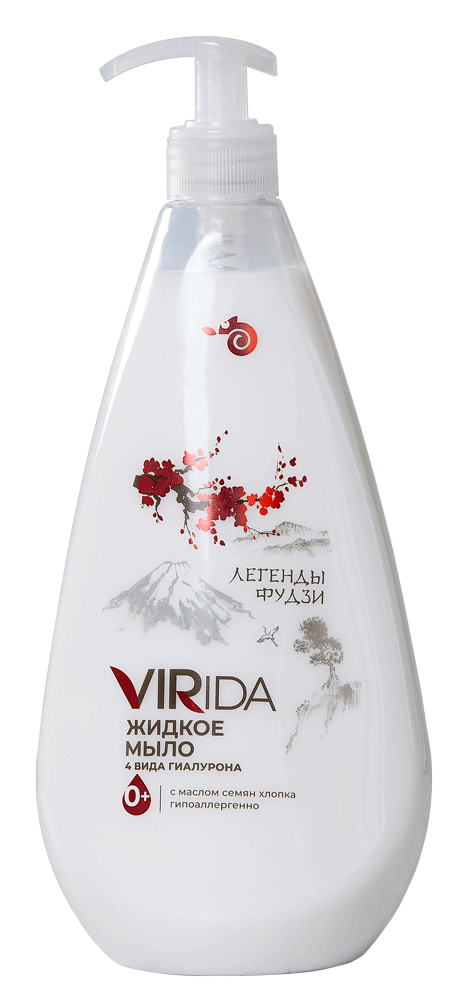 ЛЕГЕНДЫ
ФУДЗИ
VIRIDA
ЖИДКОЕ
МЫЛО
4 ВИДА ГИАЛУРОНА
0+
с маслом семян хлопка
гипоаллергенно